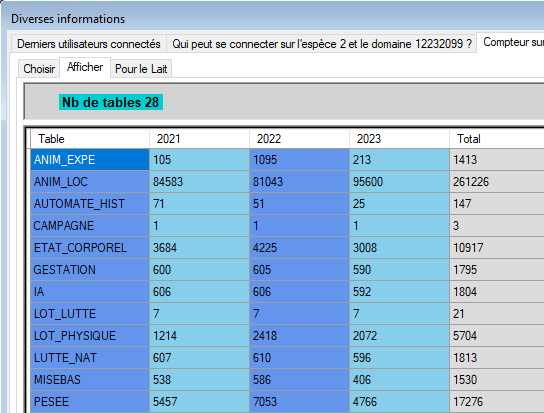 Diverses informations
Derniers utilisateurs connectés Qui peut se connecter sur l'espèce 2 et le domaine 12232099 ? Compteur sur
Choisir Afficher Pour le Lait
Nb de tables 28
Table 2021 2022 2023 Total
ANIM_EXPE 105 1095 213 1413
ANIM_LOC 84583 81043 95600 261226
AUTOMATE_HIST 71 51 25 147
CAMPAGNE 1 1 1 3
ETAT_CORPOREL 3684 4225 3008 10917
GESTATION 600 605 590 1795
IA 606 606 592 1804
LOT_LUTTE 7 7 7 21
LOT_PHYSIQUE 1214 2418 2072 5704
LUTTE_NAT 607 610 596 1813
MISEBAS 538 586 406 1530
PESEE 5457 7053 4766 17276